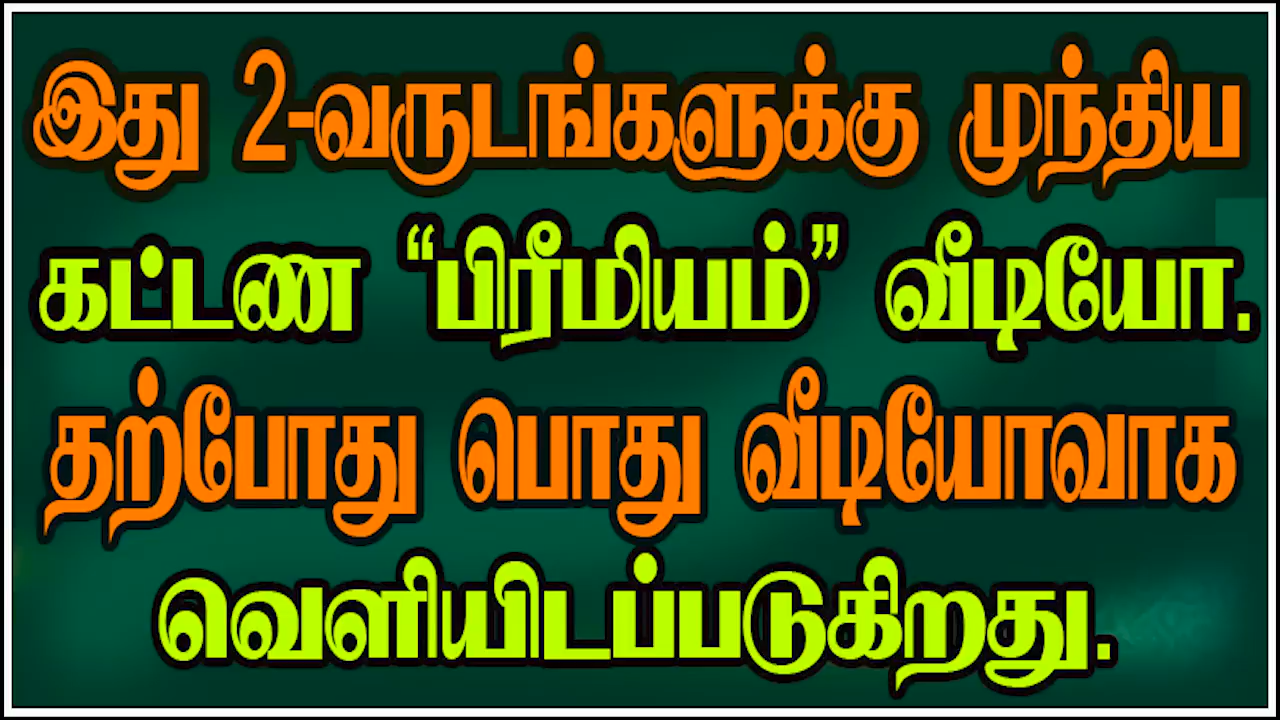 இது 2-வருடங்களுக்கு முந்திய
கட்டண “பிரீமியம்” வீடியோ.
தற்போது பொது வீடியோவாக
வெளியிடப்படுகிறது.